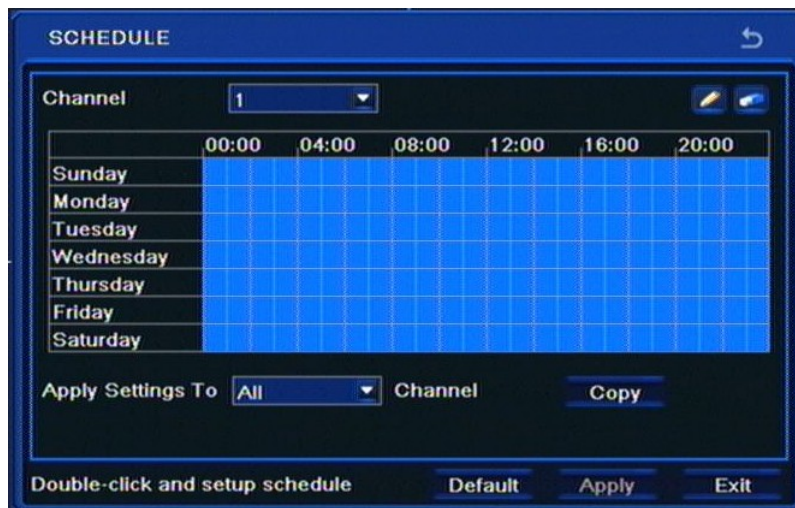 SCHEDULE
Channel 1
00:00 04:00 08:00 12:00 16:00 20:00
Sunday
Monday
Tuesday
Wednesday
Thursday
Friday
Saturday
Apply Settings To All Channel Copy
Double-click and setup schedule Default Apply Exit